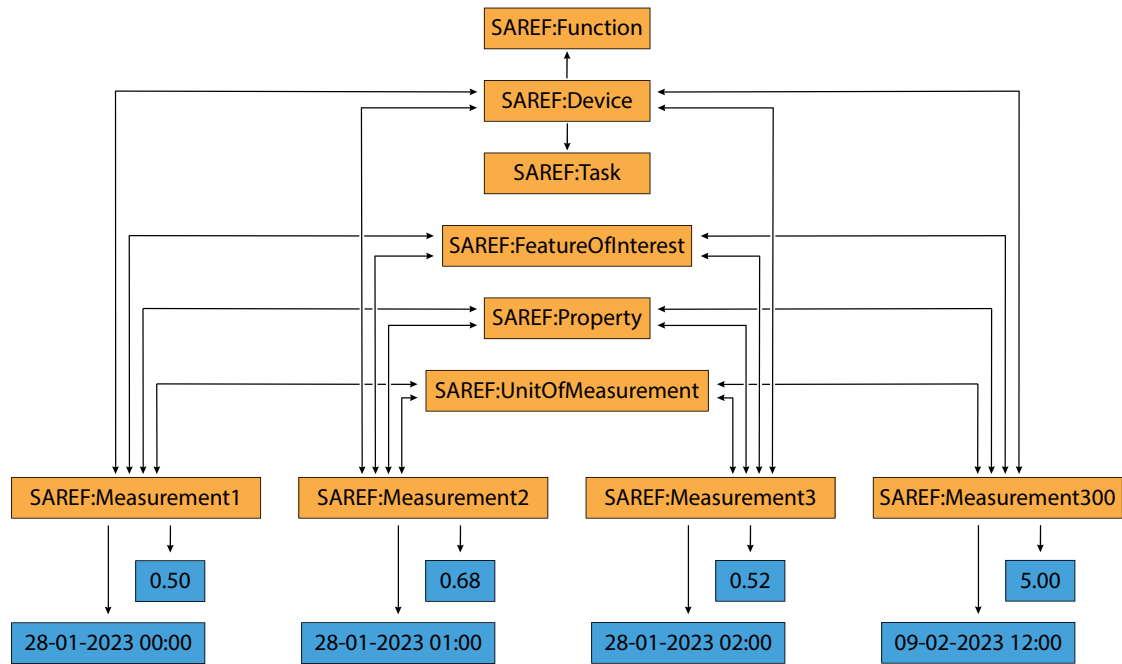 SAREF:Function
SAREF:Device
SAREF:Task
SAREF:FeatureOfInterest
SAREF:Property
SAREF:UnitOfMeasurement
SAREF:Measurement1
SAREF:Measurement2
SAREF:Measurement3
SAREF:Measurement300
0.50
0.68
0.52
5.00
28-01-2023 00:00
28-01-2023 01:00
28-01-2023 02:00
09-02-2023 12:00